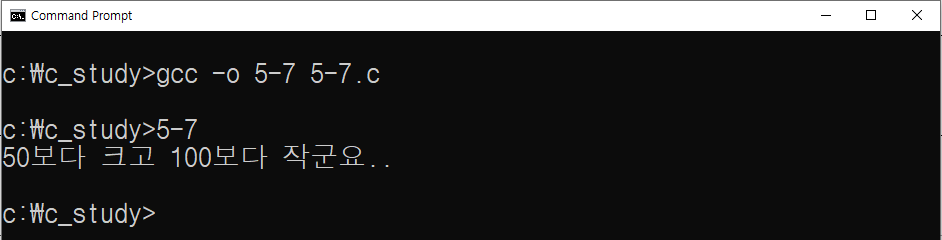 Command Prompt
c:₩c_study>gcc -o 5-7 5-7.c
c:₩c_study>5-7
50보다 크고 100보다 작군요..
c:₩c_study>